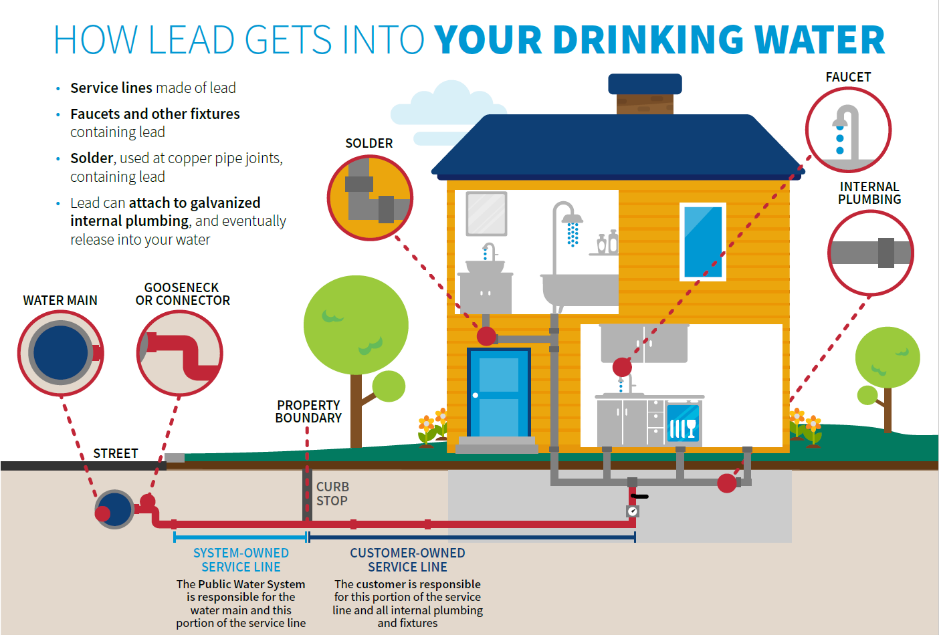 HOW LEAD GETS INTO YOUR DRINKING WATER
• Service lines made of lead
• Faucets and other fixtures
containing lead
• Solder, used at copper pipe joints,
containing lead
• Lead can attach to galvanized
internal plumbing, and eventually
release into your water
SOLDER
FAUCET
INTERNAL
PLUMBING
WATER MAIN
GOOSENECK
OR CONNECTOR
PROPERTY
BOUNDARY
STREET
CURB
STOP
SYSTEM-OWNED
SERVICE LINE
The Public Water System
is responsible for the
water main and this
portion of the service line
CUSTOMER-OWNED
SERVICE LINE
The customer is responsible
for this portion of the service
line and all internal plumbing
and fixtures